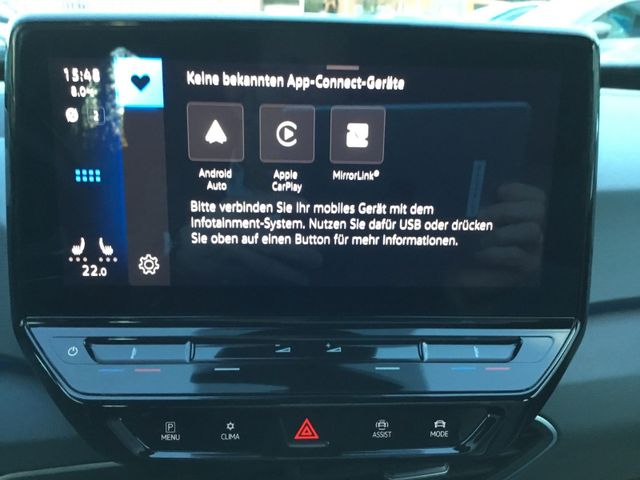 15:48
8.0°C
Keine bekannten App-Connect-Geräte
Android
Auto
Apple
CarPlay
MirrorLink®
Bitte verbinden Sie Ihr mobiles Gerät mit dem
Infotainment-System. Nutzen Sie dafür USB oder drücken
Sie oben auf einen Button für mehr Informationen.
22.0
P
MENU
CLIMA
ASSIST
MODE